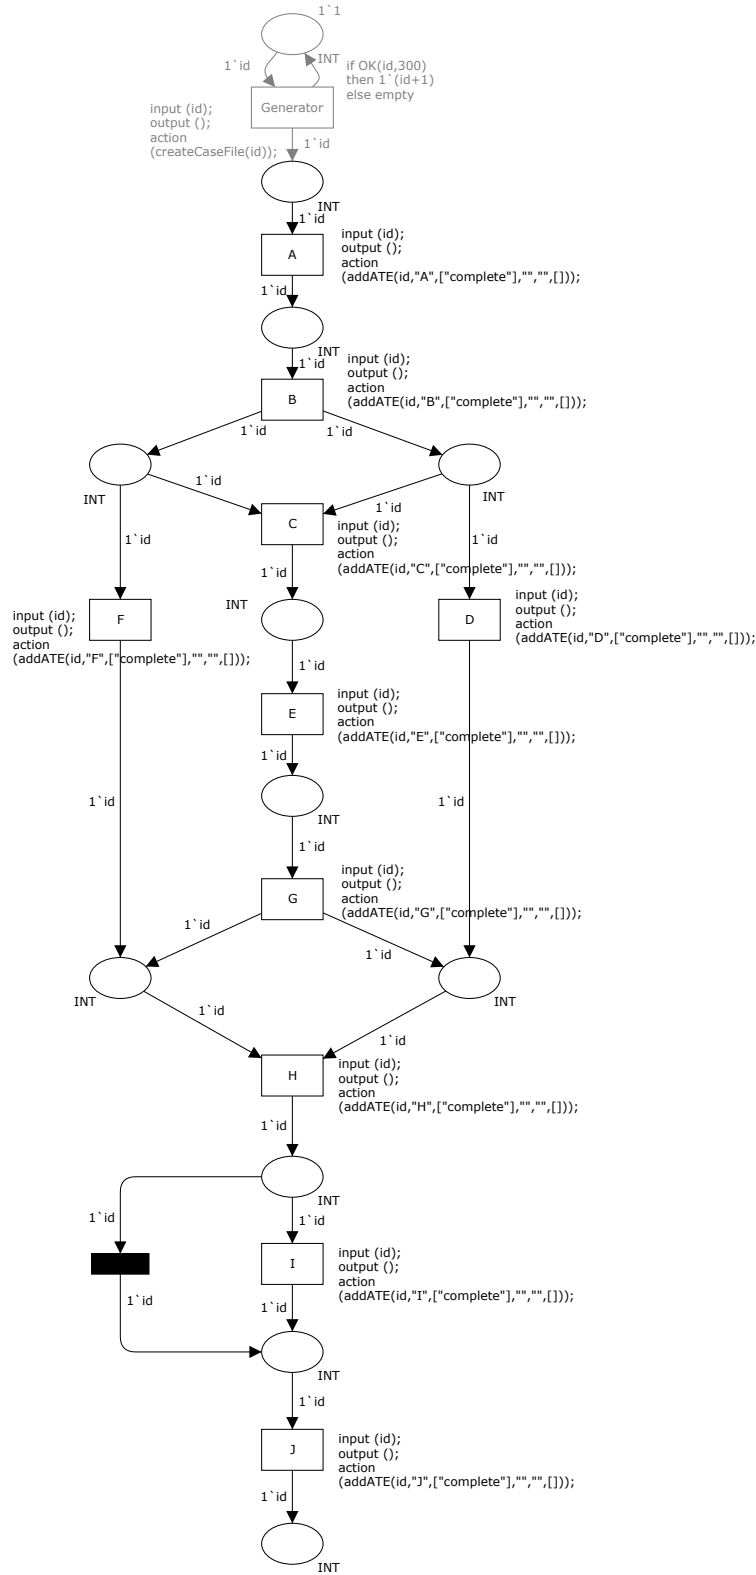 1`1
1`id
INT
if OK(id,300)
then 1`(id+1)
else empty
Generator
input (id);
output ();
action
(createCaseFile(id));
1`id
INT
1`id
A
input (id);
output ();
action
(addATE(id,"A",["complete"],"","",[]));
1`id
INT
1`id
B
input (id);
output ();
action
(addATE(id,"B",["complete"],"","",[]));
1`id
1`id
INT
INT
1`id
1`id
C
input (id);
output ();
action
(addATE(id,"C",["complete"],"","",[]));
1`id
1`id
1`id
INT
F
input (id);
output ();
action
(addATE(id,"F",["complete"],"","",[]));
D
input (id);
output ();
action
(addATE(id,"D",["complete"],"","",[]));
1`id
E
input (id);
output ();
action
(addATE(id,"E",["complete"],"","",[]));
1`id
INT
1`id
1`id
1`id
G
input (id);
output ();
action
(addATE(id,"G",["complete"],"","",[]));
1`id
1`id
INT
INT
1`id
1`id
H
input (id);
output ();
action
(addATE(id,"H",["complete"],"","",[]));
1`id
INT
1`id
1`id
I
input (id);
output ();
action
(addATE(id,"I",["complete"],"","",[]));
1`id
1`id
INT
1`id
J
input (id);
output ();
action
(addATE(id,"J",["complete"],"","",[]));
1`id
INT